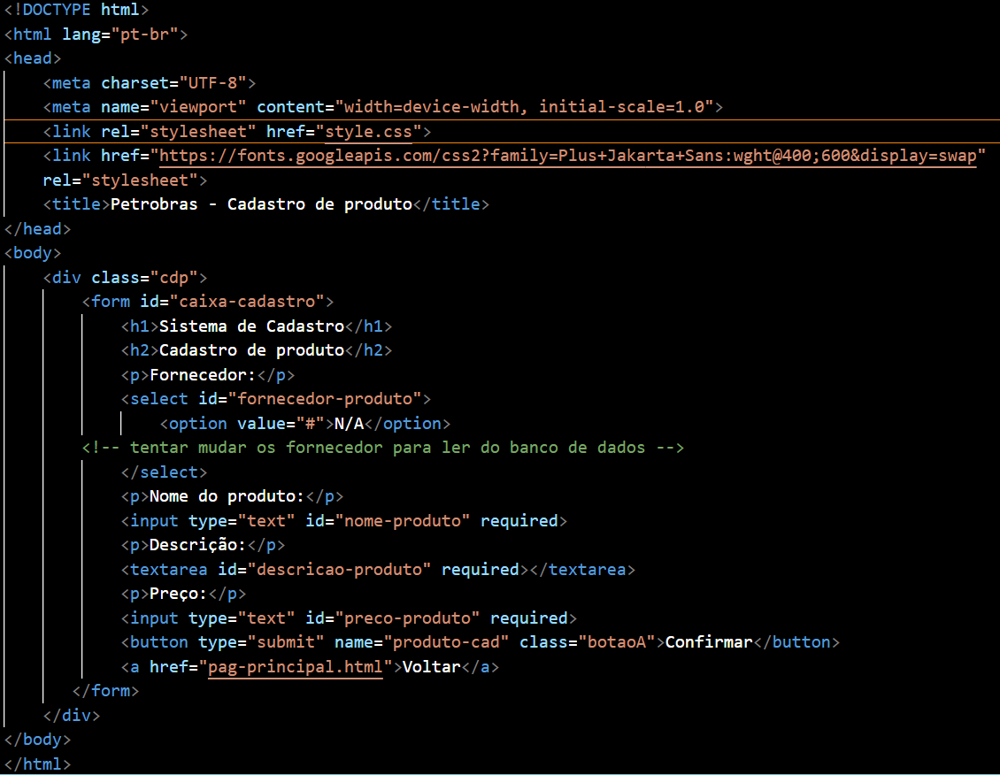 <!DOCTYPE html>
<html lang="pt-br">
<head>
    <meta charset="UTF-8">
    <meta name="viewport" content="width=device-width, initial-scale=1.0">
    <link rel="stylesheet" href="style.css">
    <link href="https://fonts.googleapis.com/css2?family=Plus+Jakarta+Sans:wght@400;600&display=swap"
    rel="stylesheet">
    <title>Petrobras - Cadastro de produto</title>
</head>
<body>
    <div class="cdp">
        <form id="caixa-cadastro">
            <h1>Sistema de Cadastro</h1>
            <h2>Cadastro de produto</h2>
            <p>Fornecedor:</p>
            <select id="fornecedor-produto">
                <option value="#">N/A</option>
        <!-- tentar mudar os fornecedor para ler do banco de dados -->
            </select>
            <p>Nome do produto:</p>
            <input type="text" id="nome-produto" required>
            <p>Descrição:</p>
            <textarea id="descricao-produto" required></textarea>
            <p>Preço:</p>
            <input type="text" id="preco-produto" required>
            <button type="submit" name="produto-cad" class="botaoA">Confirmar</button>
            <a href="pag-principal.html">Voltar</a>
       </form>
    </div>
</body>
</html>